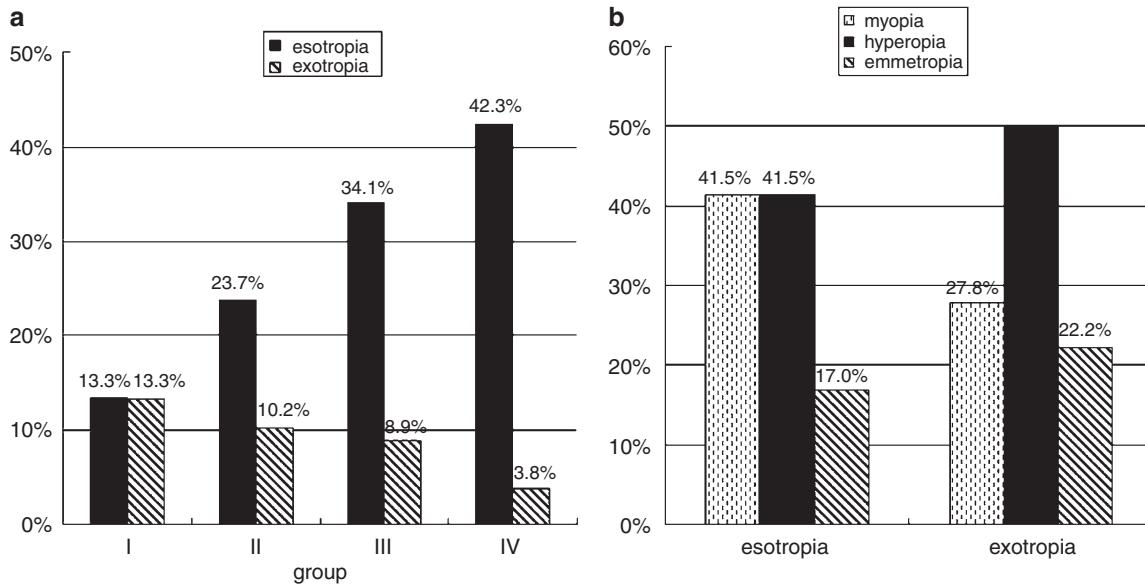 a
50%
40%
30%
20%
10%
0%
esotropia
exotropia
13.3%
13.3%
23.7%
10.2%
34.1%
8.9%
42.3%
3.8%
I
II
III
IV
group
b
60%
50%
40%
30%
20%
10%
0%
myopia
hyperopia
emmetropia
41.5%
41.5%
17.0%
27.8%
22.2%
esotropia
exotropia